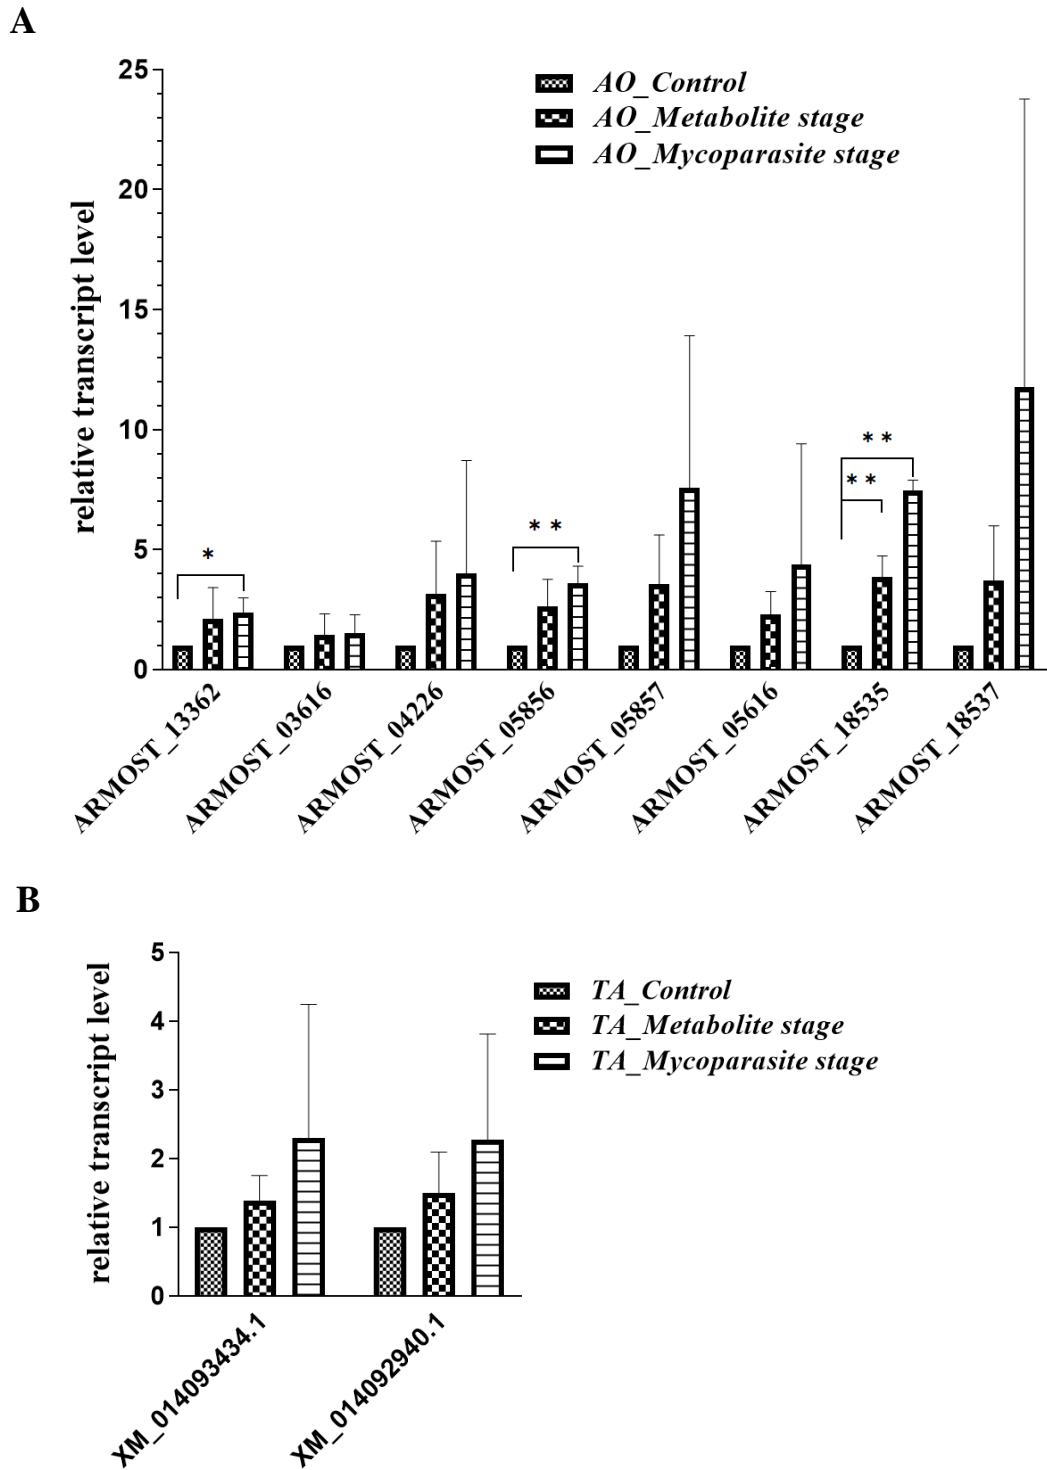 A
relative transcript level
25
20
15
10
5
0
AO_Control
AO_Metabolite stage
AO_Mycoparasite stage
*
**
**
**
ARMOST_13362
ARMOST_03616
ARMOST_04226
ARMOST_05856
ARMOST_05857
ARMOST_05616
ARMOST_18535
ARMOST_18537
B
relative transcript level
5
4
3
2
1
0
TA_Control
TA_Metabolite stage
TA_Mycoparasite stage
XM_014093434.1
XM_014092940.1